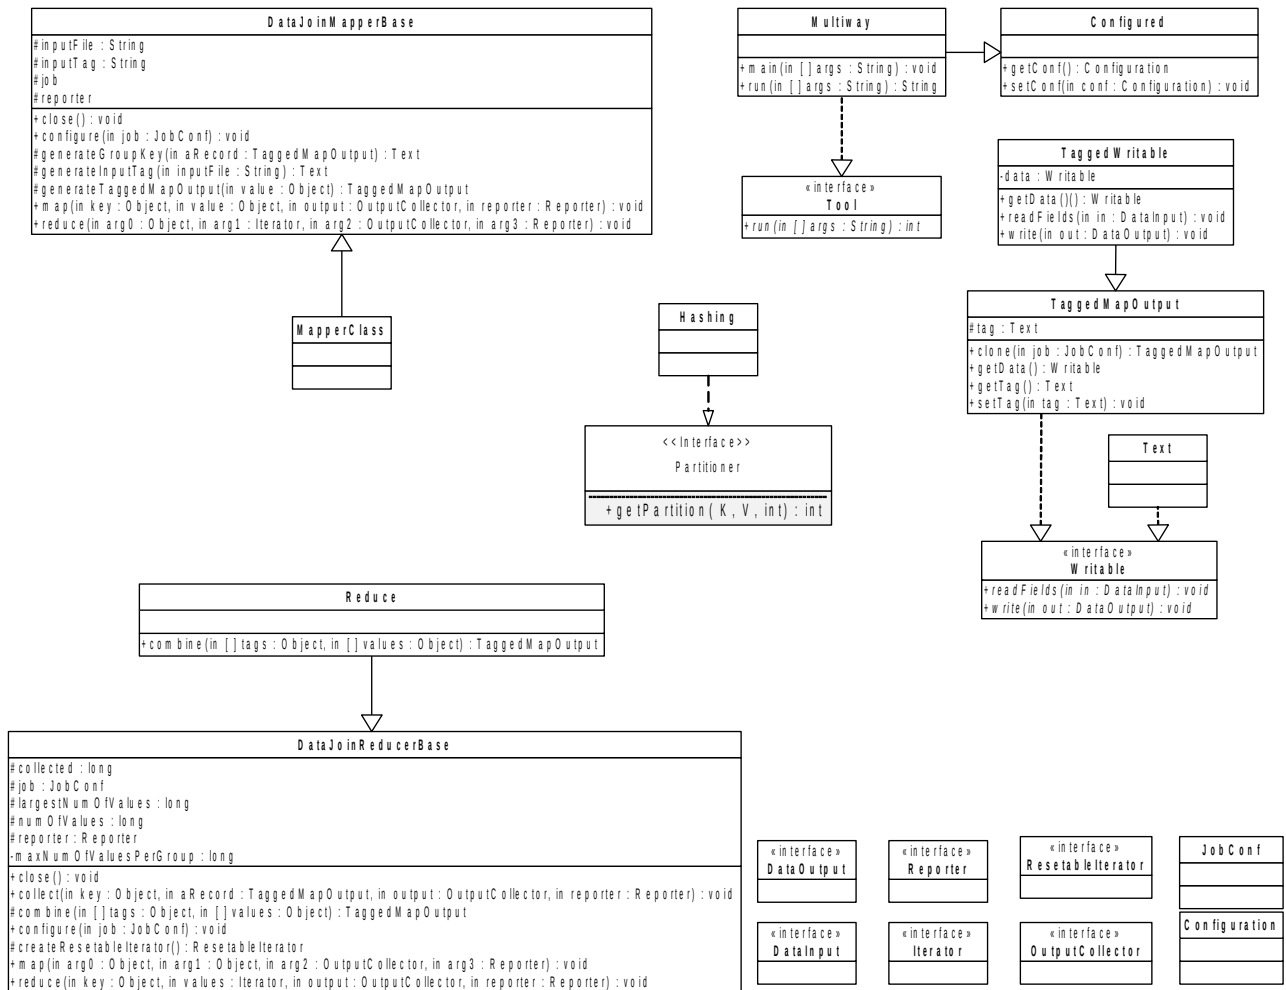 DataJoinMapperBase
#inputFile : String
#inputTag : String
#job
#reporter
+close() : void
+configure(in job : JobConf) : void
#generateGroupKey(in aRecord : TaggedMapOutput) : Text
#generateInputTag(in inputFile : String) : Text
#generateTaggedMapOutput(in value : Object) : TaggedMapOutput
+map(in key : Object, in value : Object, in output : OutputCollector, in reporter : Reporter) : void
+reduce(in arg0 : Object, in arg1 : Iterator, in arg2 : OutputCollector, in arg3 : Reporter) : void
MapperClass
Multiway
+main(in []args : String) : void
+run(in []args : String) : String
Configured
+getConf() : Configuration
+setConf(in conf : Configuration) : void
«interface»
Tool
+run(in []args : String) : int
TaggedWritable
-data : Writable
+getData()() : Writable
+readFields(in in : DataInput) : void
+write(in out : DataOutput) : void
TaggedMapOutput
#tag : Text
+clone(in job : JobConf) : TaggedMapOutput
+getData() : Writable
+getTag() : Text
+setTag(in tag : Text) : void
Hashing
<<Interface>>
Partitioner
+getPartition( K, V,int) : int
Text
«interface»
Writable
+readFields(in in : DataInput) : void
+write(in out : DataOutput) : void
Reduce
+combine(in []tags : Object, in []values : Object) : TaggedMapOutput
DataJoinReducerBase
#collected : long
#job : JobConf
#largestNumOfValues : long
#numOfValues : long
#reporter : Reporter
-maxNumOfValuesPerGroup : long
+close() : void
+collect(in key : Object, in aRecord : TaggedMapOutput, in output : OutputCollector, in reporter : Reporter) : void
#combine(in []tags : Object, in []values : Object) : TaggedMapOutput
+configure(in job : JobConf) : void
#createResetableIterator() : ResetableIterator
+map(in arg0 : Object, in arg1 : Object, in arg2 : OutputCollector, in arg3 : Reporter) : void
+reduce(in key : Object, in values : Iterator, in output : OutputCollector, in reporter : Reporter) : void
«interface»
DataOutput
«interface»
Reporter
«interface»
ResetableIterator
JobConf
«interface»
DataInput
«interface»
Iterator
«interface»
OutputCollector
Configuration